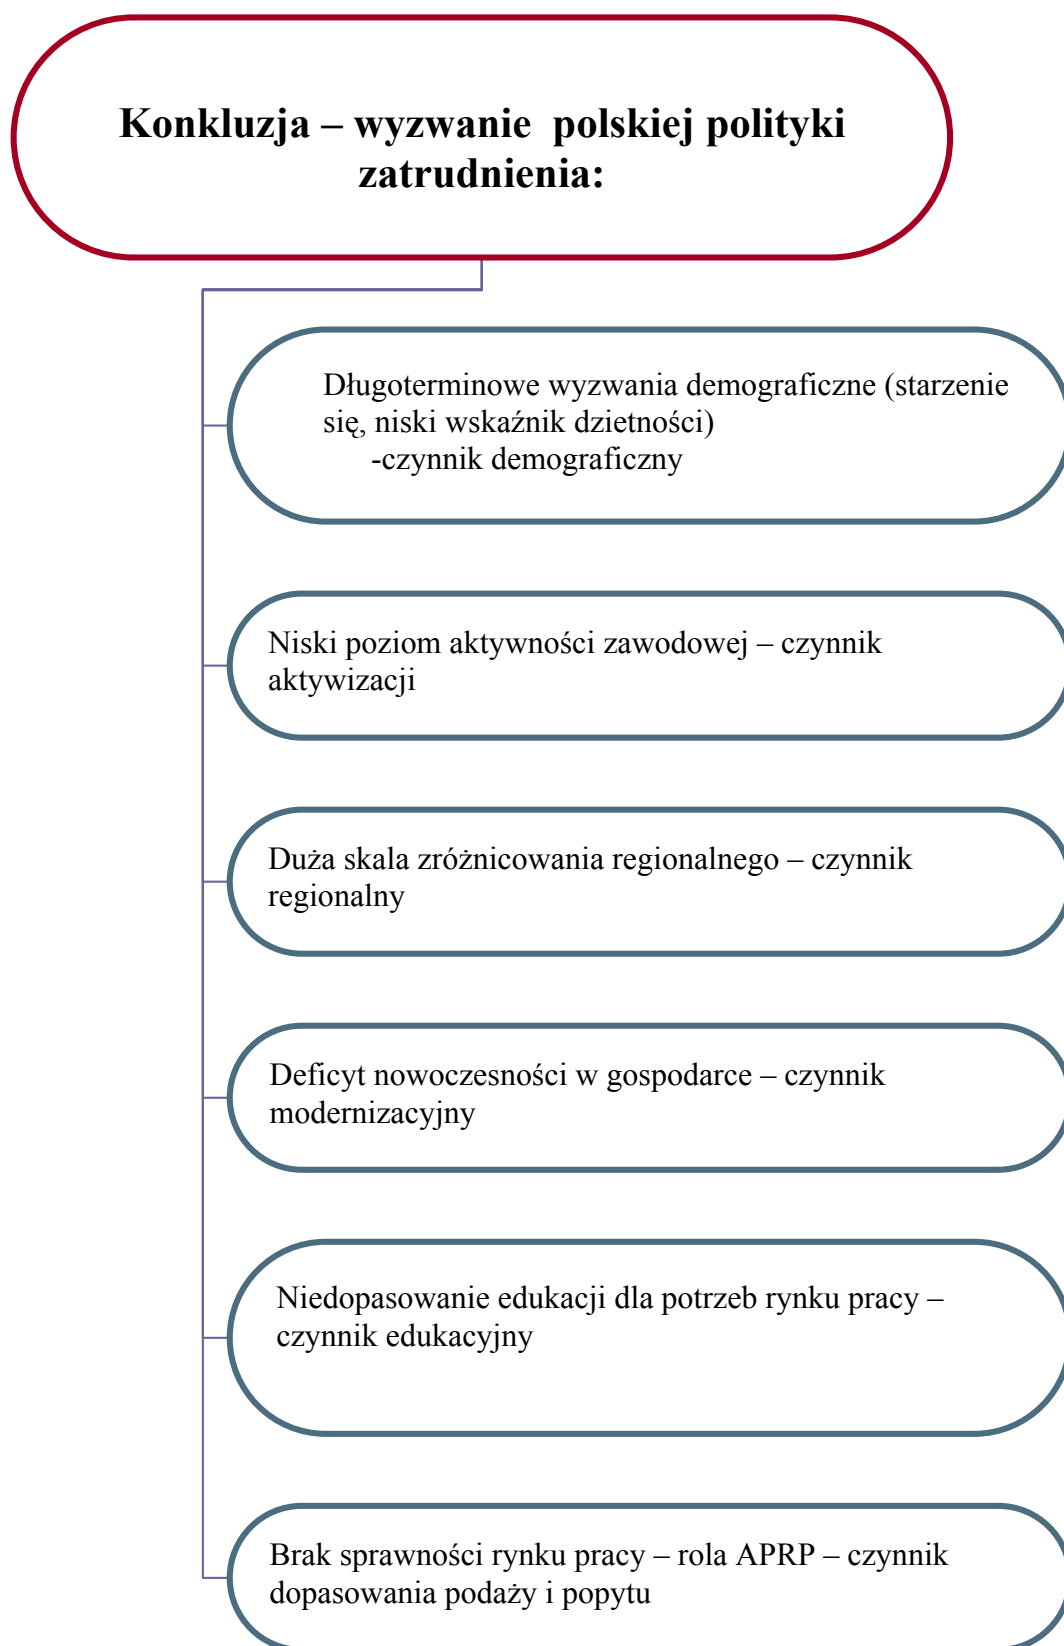 Konkluzja – wyzwanie polskiej polityki
zatrudnienia:
Długoterminowe wyzwania demograficzne (starzenie
się, niski wskaźnik dzietności)
-czynnik demograficzny
Niski poziom aktywności zawodowej – czynnik
aktywizacji
Duża skala zróżnicowania regionalnego – czynnik
regionalny
Deficyt nowoczesności w gospodarce – czynnik
modernizacyjny
Niedopasowanie edukacji dla potrzeb rynku pracy –
czynnik edukacyjny
Brak sprawności rynku pracy – rola APRP – czynnik
dopasowania podaży i popytu